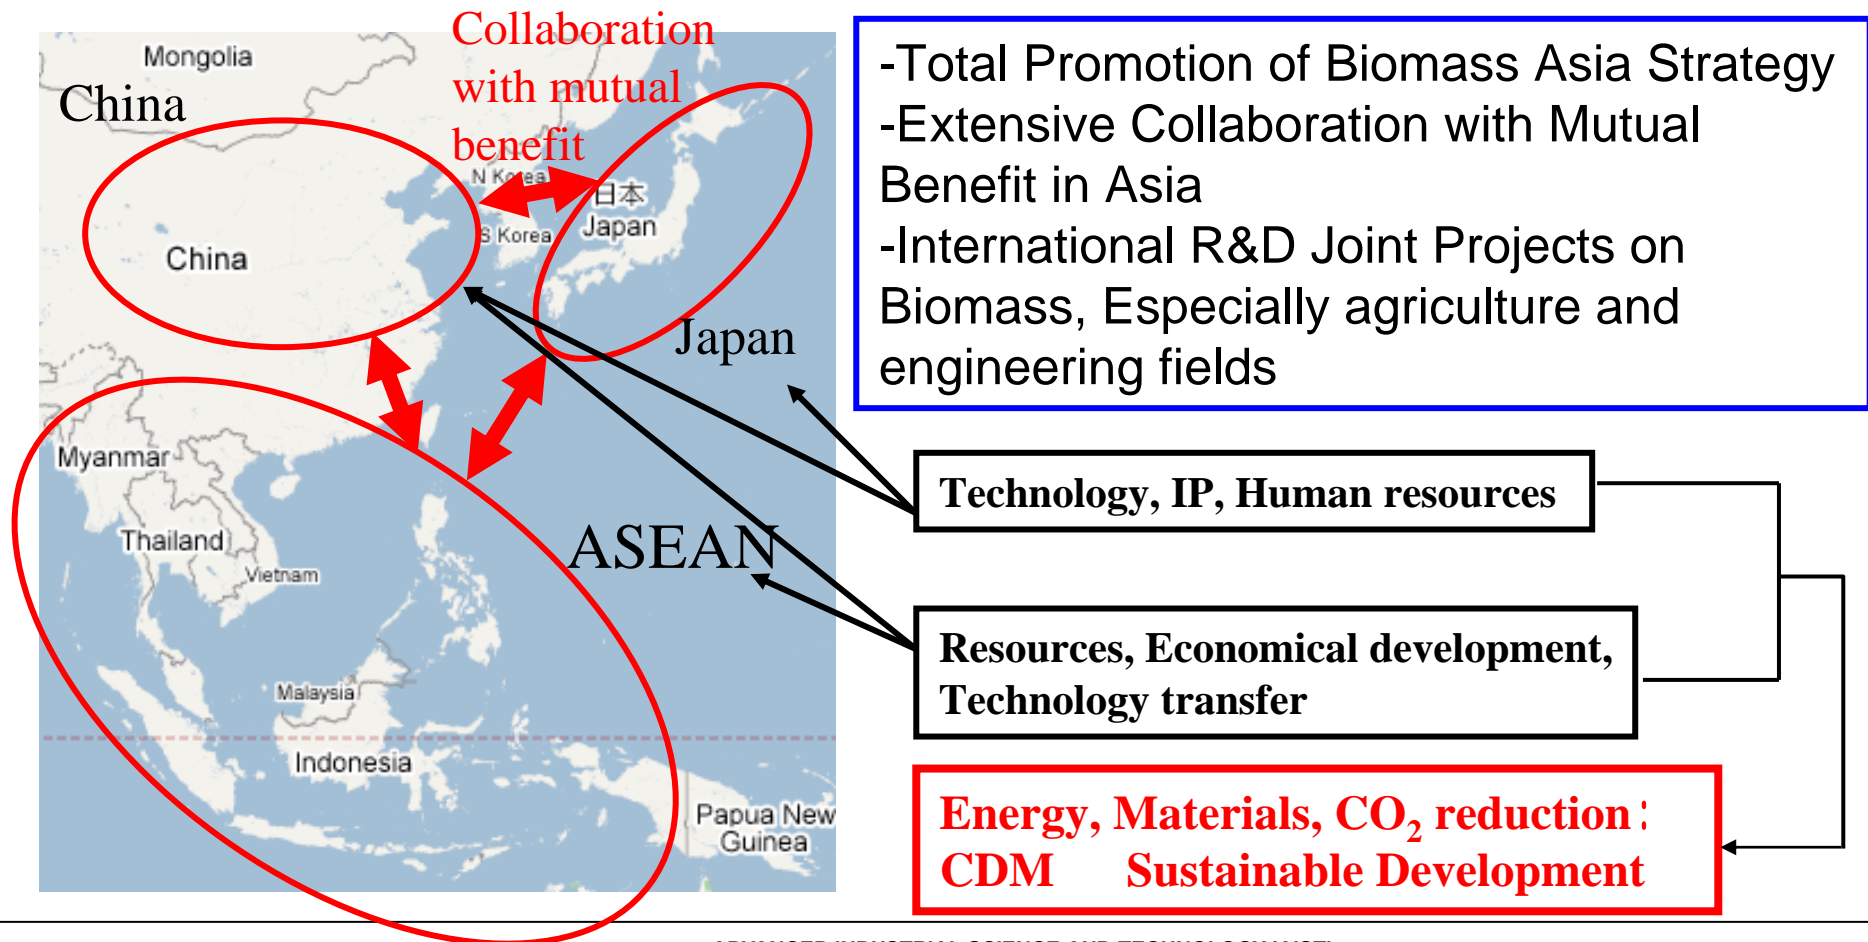 Collaboration
with mutual
benefit
Mongolia
China
N Korea
日本
Japan
S Korea
China
Japan
Myanmar
Thailand
Vietnam
ASEAN
Malaysia
Indonesia
Papua New
Guinea
-Total Promotion of Biomass Asia Strategy
-Extensive Collaboration with Mutual
Benefit in Asia
-International R&D Joint Projects on
Biomass, Especially agriculture and
engineering fields
Technology, IP, Human resources
Resources, Economical development,
Technology transfer
Energy, Materials, CO₂ reduction :
CDM Sustainable Development